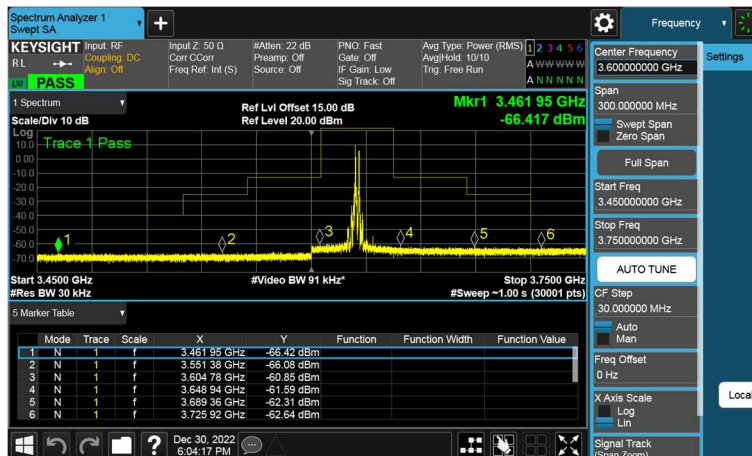 Spectrum Analyzer 1
Swept SA
Frequency
KEYSIGHT
RL
Input: RF
Coupling: DC
Align: Off
Input Z: 50 Ω
Corr CCorr
Freq Ref: Int (S)
#Atten: 22 dB
Preamp: Off
Source: Off
PNO: Fast
Gate: Off
IF Gain: Low
Sig Track: Off
Avg Type: Power (RMS)
Avg|Hold: 10/10
Trig: Free Run
1 2 3 4 5 6
A W W W W W
A N N N N N
LXI PASS
1 Spectrum
Scale/Div 10 dB
Ref Lvl Offset 15.00 dB
Ref Level 20.00 dBm
Mkr1 3.461 95 GHz
-66.417 dBm
Log
Trace 1 Pass
10.0
0.00
-10.0
-20.0
-30.0
-40.0
-50.0
-60.0
-70.0
1
2
3
4
5
6
Start 3.4500 GHz
#Res BW 30 kHz
#Video BW 91 kHz*
Stop 3.7500 GHz
#Sweep ~1.00 s (30001 pts)
5 Marker Table
Mode Trace Scale X Y Function Function Width Function Value
1 N 1 f 3.461 95 GHz -66.42 dBm
2 N 1 f 3.551 38 GHz -66.08 dBm
3 N 1 f 3.604 78 GHz -60.85 dBm
4 N 1 f 3.648 94 GHz -61.59 dBm
5 N 1 f 3.689 36 GHz -62.31 dBm
6 N 1 f 3.725 92 GHz -62.64 dBm
?
Dec 30, 2022
6:04:17 PM
Center Frequency
3.600000000 GHz
Settings
Span
300.000000 MHz
Swept Span
Zero Span
Full Span
Start Freq
3.450000000 GHz
Stop Freq
3.750000000 GHz
AUTO TUNE
CF Step
30.000000 MHz
Auto
Man
Freq Offset
0 Hz
X Axis Scale
Log
Lin
Local
Signal Track
(Span Zoom)